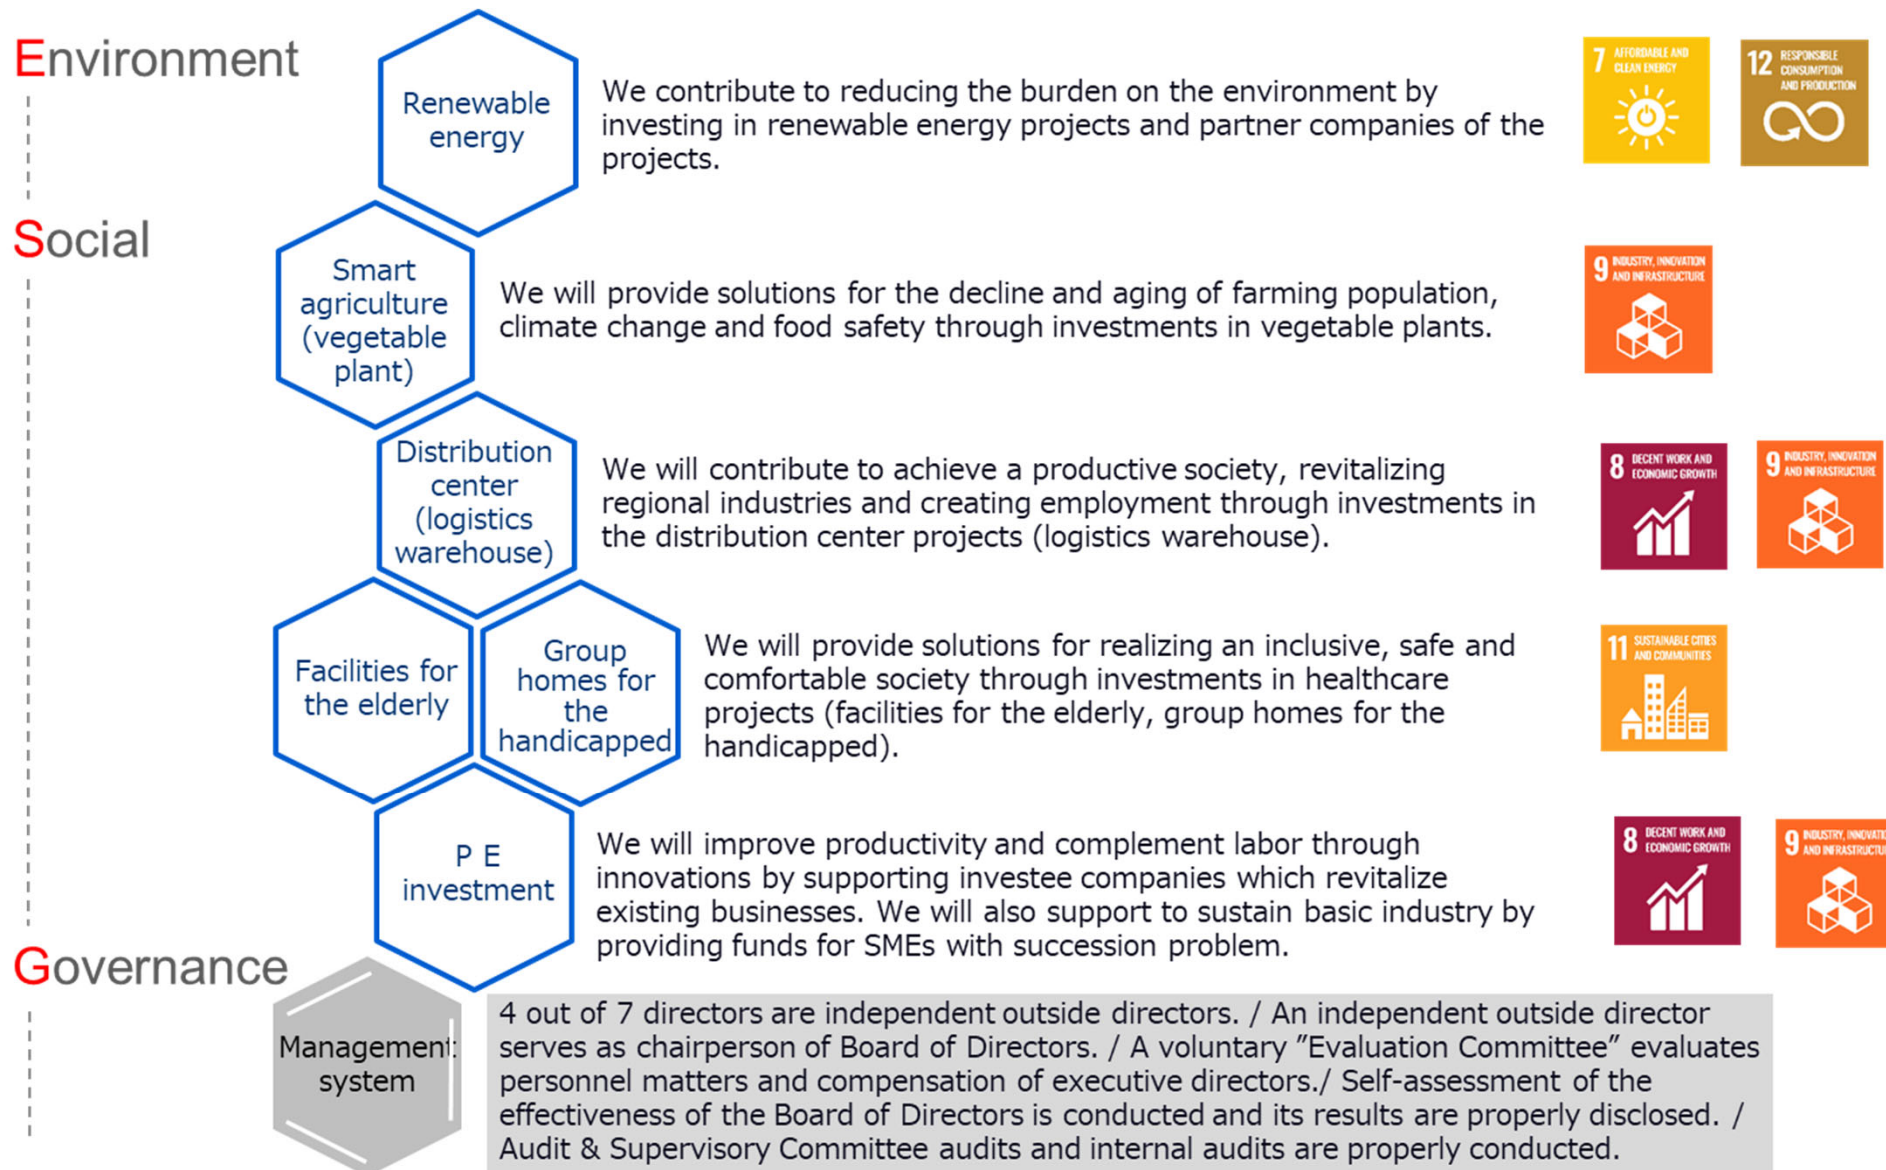 Environment
Renewable
energy
We contribute to reducing the burden on the environment by
investing in renewable energy projects and partner companies of the
projects.
7 AFFORDABLE AND
CLEAN ENERGY
12 RESPONSIBLE
CONSUMPTION
AND PRODUCTION
Social
Smart
agriculture
(vegetable
plant)
We will provide solutions for the decline and aging of farming population,
climate change and food safety through investments in vegetable plants.
9 INDUSTRY, INNOVATION
AND INFRASTRUCTURE
Distribution
center
(logistics
warehouse)
We will contribute to achieve a productive society, revitalizing
regional industries and creating employment through investments in
the distribution center projects (logistics warehouse).
8 DECENT WORK AND
ECONOMIC GROWTH
9 INDUSTRY, INNOVATION
AND INFRASTRUCTURE
Facilities for
the elderly
Group
homes for
the
handicapped
We will provide solutions for realizing an inclusive, safe and
comfortable society through investments in healthcare
projects (facilities for the elderly, group homes for the
handicapped).
11 SUSTAINABLE CITIES
AND COMMUNITIES
P E
investment
We will improve productivity and complement labor through
innovations by supporting investee companies which revitalize
existing businesses. We will also support to sustain basic industry by
providing funds for SMEs with succession problem.
8 DECENT WORK AND
ECONOMIC GROWTH
9 INDUSTRY, INNOVATI
AND INFRASTRUCTU
Governance
Management
system
4 out of 7 directors are independent outside directors. / An independent outside director
serves as chairperson of Board of Directors. / A voluntary ”Evaluation Committee” evaluates
personnel matters and compensation of executive directors./ Self-assessment of the
effectiveness of the Board of Directors is conducted and its results are properly disclosed. /
Audit & Supervisory Committee audits and internal audits are properly conducted.